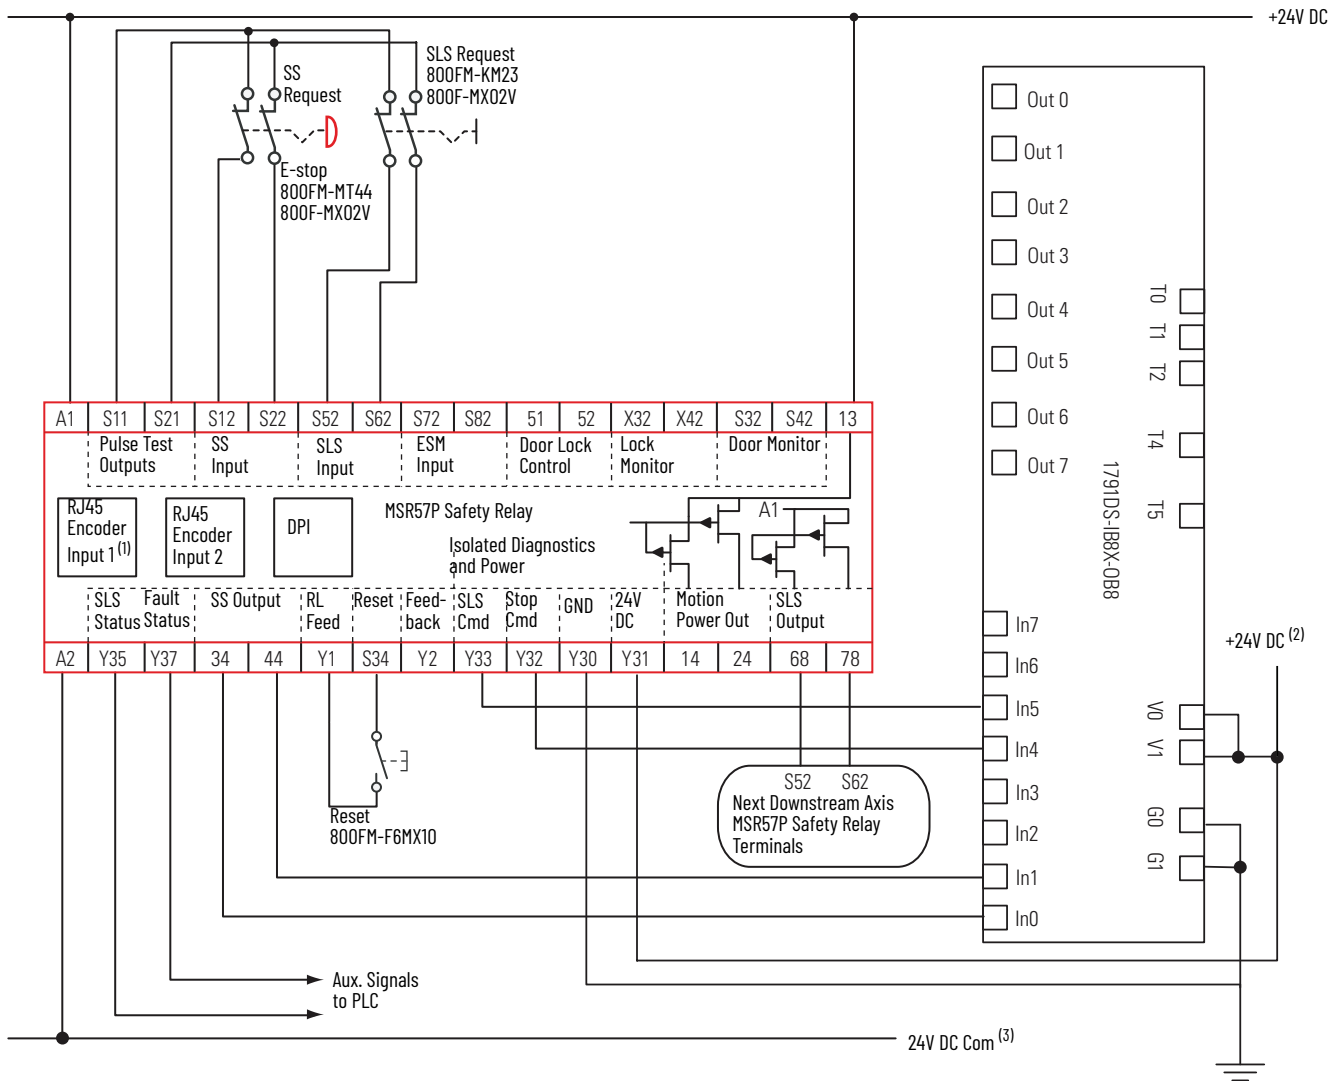 +24V DC
SS
Request
SLS Request
800FM-KM23
800F-MX02V
E-stop
800FM-MT44
800F-MX02V
Out 0
Out 1
Out 2
Out 3
Out 4
Out 5
Out 6
Out 7
T0
T1
T2
T4
T5
1791DS-IB8X-OB8
A1 S11 S21 S12 S22 S52 S62 S72 S82 51 52 X32 X42 S32 S42 13
Pulse Test
Outputs
SS
Input
SLS
Input
ESM
Input
Door Lock
Control
Lock
Monitor
Door Monitor
RJ45
Encoder
Input 1 (1)
RJ45
Encoder
Input 2
DPI
MSR57P Safety Relay
Isolated Diagnostics
and Power
A1
SLS
Status
Fault
Status
SS Output
RL
Feed
Reset
Feed-
back
SLS
Cmd
Stop
Cmd
GND
24V
DC
Motion
Power Out
SLS
Output
A2 Y35 Y37 34 44 Y1 S34 Y2 Y33 Y32 Y30 Y31 14 24 68 78
In7
In6
In5
In4
In3
In2
In1
In0
+24V DC (2)
V0
V1
G0
G1
Reset
800FM-F6MX10
S52 S62
Next Downstream Axis
MSR57P Safety Relay
Terminals
Aux. Signals
to PLC
24V DC Com (3)